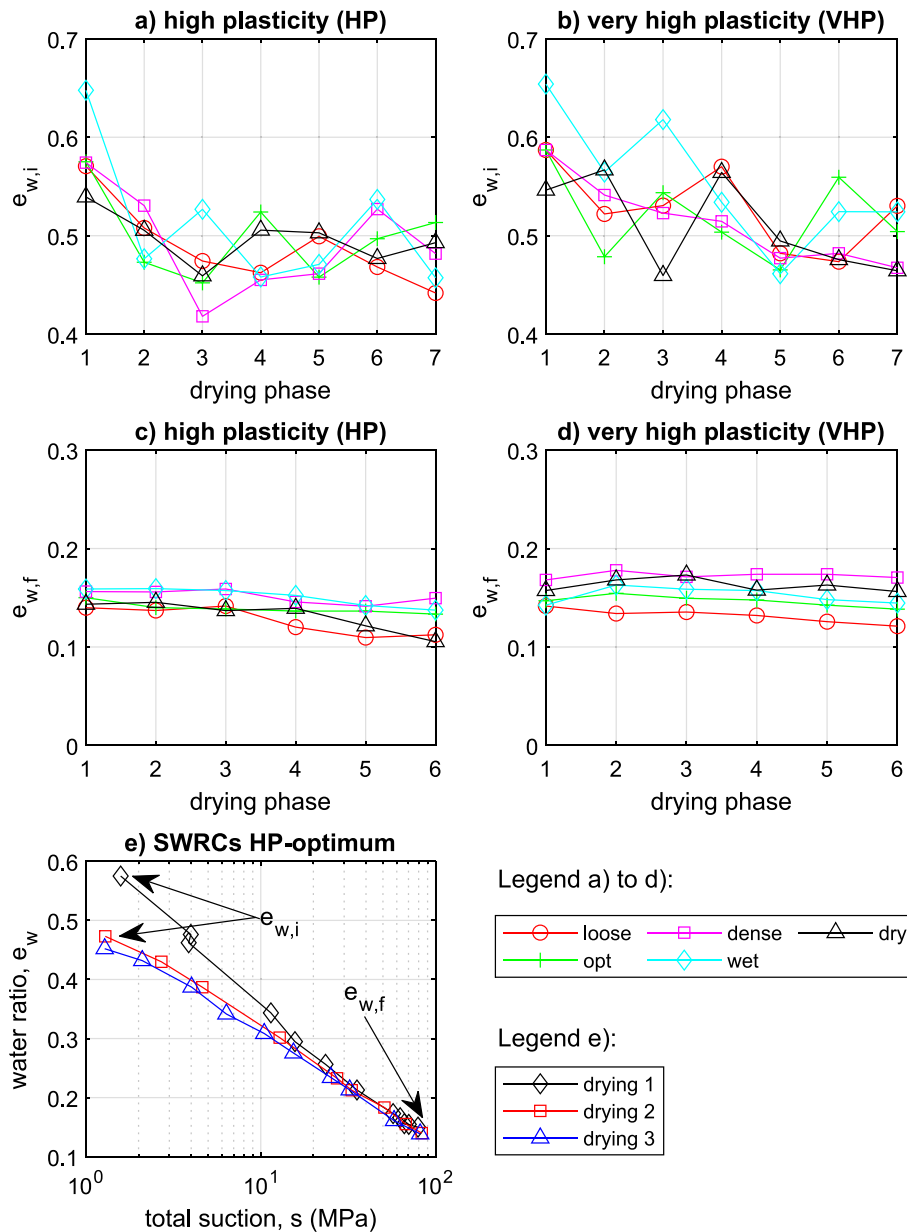 a) high plasticity (HP)
b) very high plasticity (VHP)
e_w,i
0.7
0.6
0.5
0.4
1 2 3 4 5 6 7
drying phase
e_w,i
0.7
0.6
0.5
0.4
1 2 3 4 5 6 7
drying phase
c) high plasticity (HP)
d) very high plasticity (VHP)
e_w,f
0.3
0.2
0.1
0
1 2 3 4 5 6
drying phase
e_w,f
0.3
0.2
0.1
0
1 2 3 4 5 6
drying phase
e) SWRCs HP-optimum
water ratio, e_w
0.6
0.5
0.4
0.3
0.2
0.1
e_w,i
e_w,f
10^0 10^1 10^2
total suction, s (MPa)
Legend a) to d):
loose dense dry
opt wet
Legend e):
drying 1
drying 2
drying 3